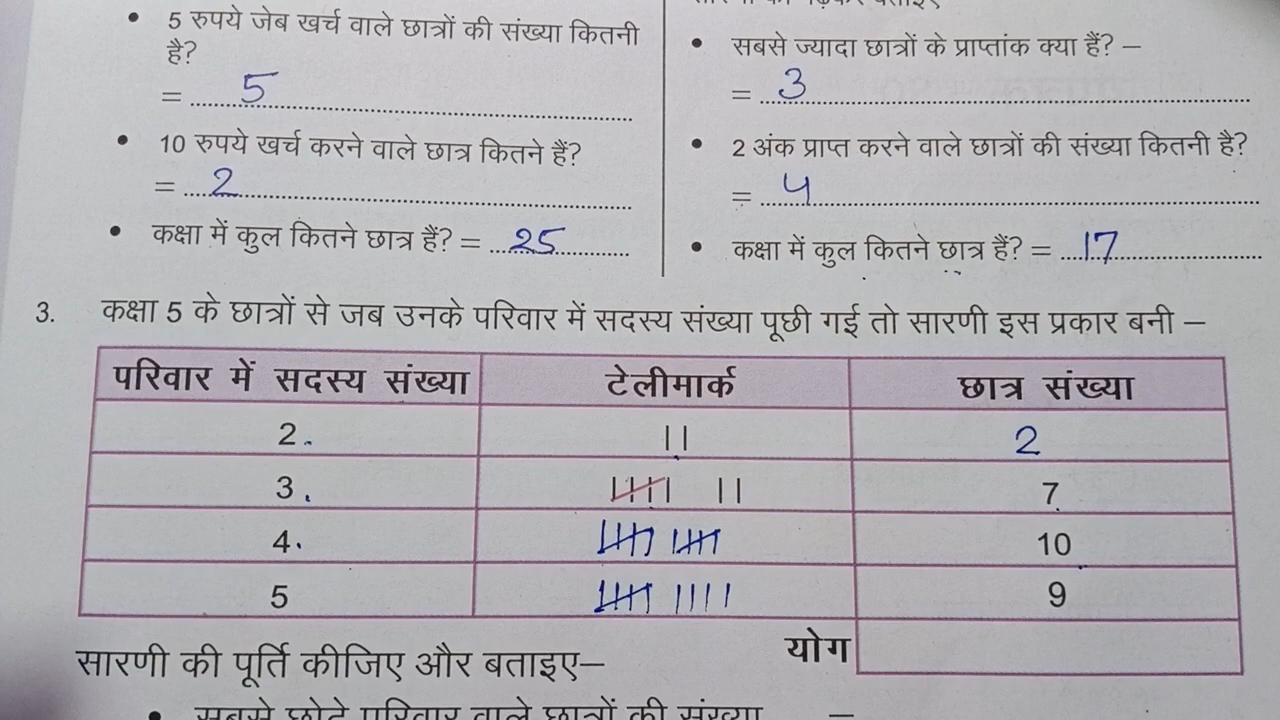 5 रुपये जेब खर्च वाले छात्रों की संख्या कितनी
है?
= 5
10 रुपये खर्च करने वाले छात्र कितने हैं?
= 2
कक्षा में कुल कितने छात्र हैं? = 25
सबसे ज्यादा छात्रों के प्राप्तांक क्या हैं? –
= 3
2 अंक प्राप्त करने वाले छात्रों की संख्या कितनी है?
= 4
कक्षा में कुल कितने छात्र हैं? = 17
3. कक्षा 5 के छात्रों से जब उनके परिवार में सदस्य संख्या पूछी गई तो सारणी इस प्रकार बनी –
परिवार में सदस्य संख्या टेलीमार्क छात्र संख्या
2 || 2
3 |||| || 7
4 |||| |||| 10
5 |||| |||| 9
योग
सारणी की पूर्ति कीजिए और बताइए–
सबसे छोटे परिवार वाले छात्रों की संख्या –